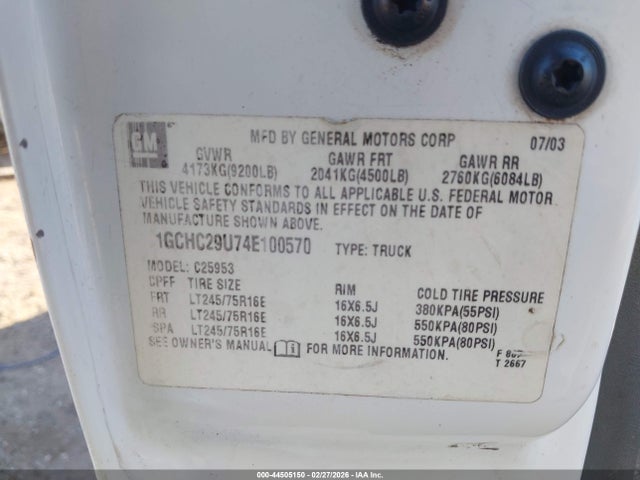 GM
MFD BY GENERAL MOTORS CORP 07/03
GVWR GAWR FRT GAWR RR
4173KG(9200LB) 2041KG(4500LB) 2760KG(6084LB)
THIS VEHICLE CONFORMS TO ALL APPLICABLE U.S. FEDERAL MOTOR
VEHICLE SAFETY STANDARDS IN EFFECT ON THE DATE OF
MANUFACTURE SHOWN ABOVE.
1GCHC29U74E100570 TYPE: TRUCK
MODEL: C25953
CPFF TIRE SIZE RIM COLD TIRE PRESSURE
FRT LT245/75R16E 16X6.5J 380KPA(55PSI)
RR LT245/75R16E 16X6.5J 550KPA(80PSI)
SPA LT245/75R16E 16X6.5J 550KPA(80PSI)
SEE OWNER'S MANUAL FOR MORE INFORMATION.
F
T 2667
000-44505150 - 02/27/2026 - IAA Corp.